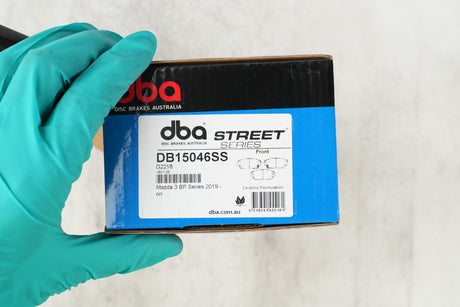 dba
DISC BRAKES AUSTRALIA
dba STREET
DISC BRAKES AUSTRALIA SERIES
DB15046SS Front
D2218
Mazda 3 BP Series 2019 -
on
Ceramic Formulation
dba.com.au